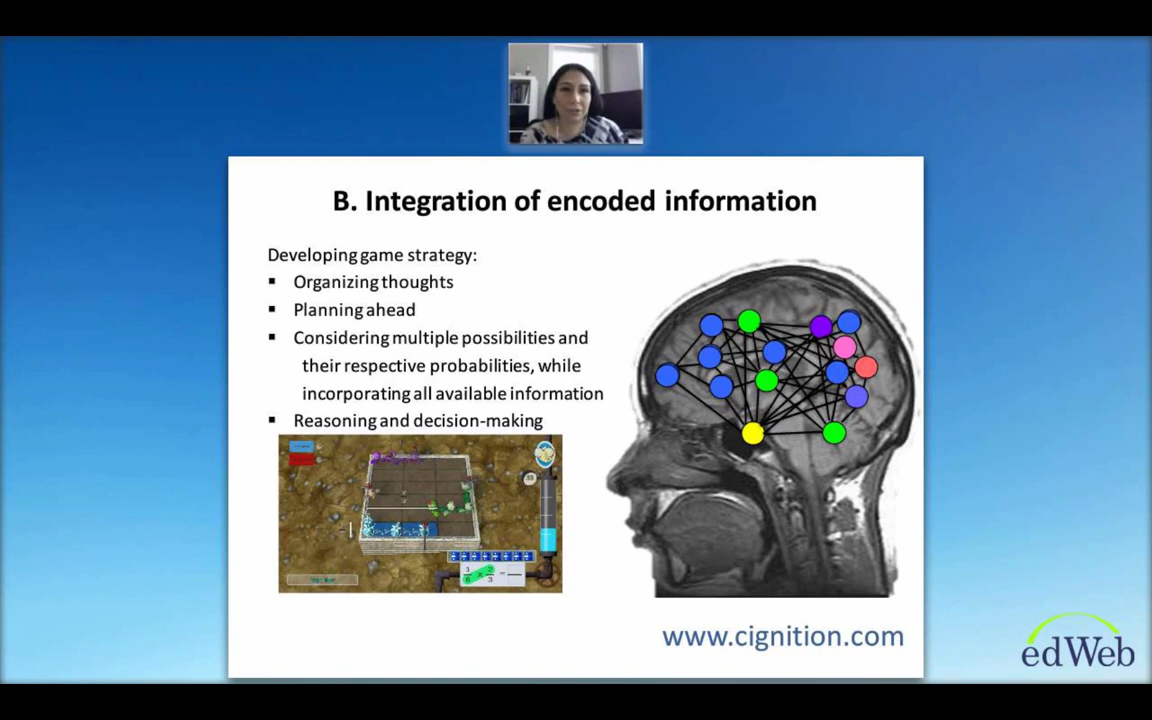 B. Integration of encoded information
Developing game strategy:
▪ Organizing thoughts
▪ Planning ahead
▪ Considering multiple possibilities and
their respective probabilities, while
incorporating all available information
▪ Reasoning and decision-making
www.cignition.com
edWeb